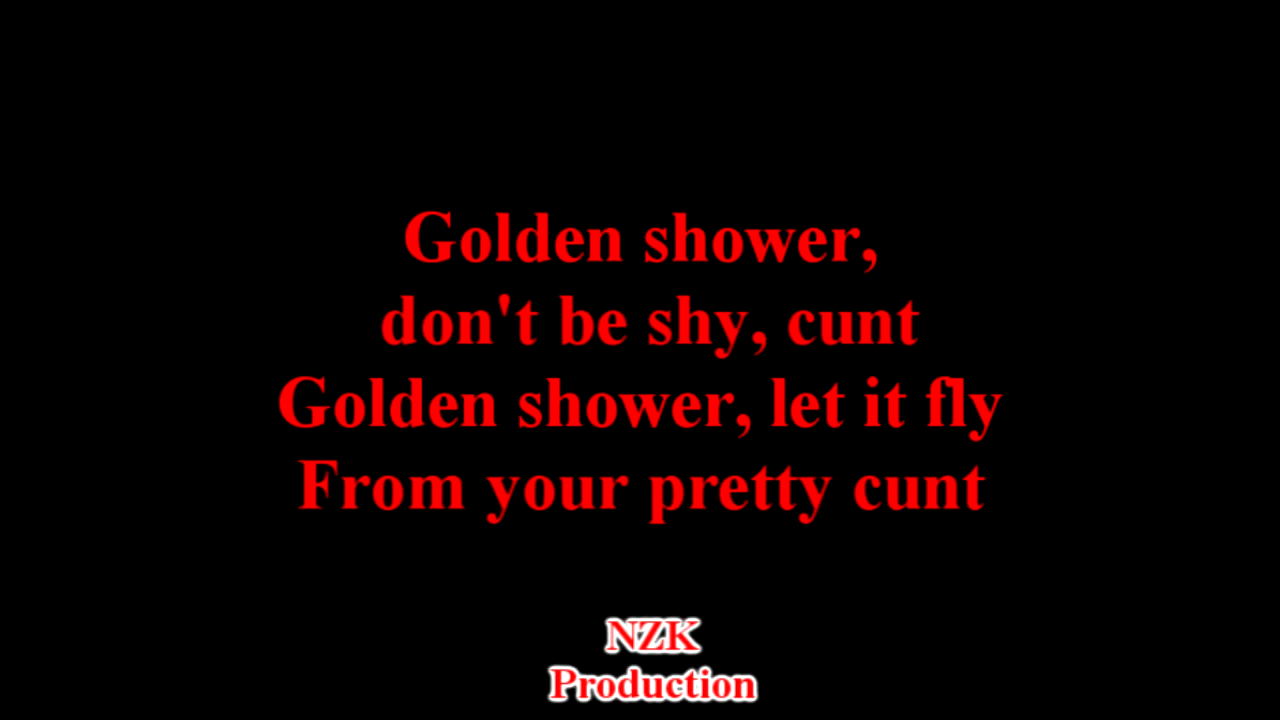 Golden shower,
don't be shy, cunt
Golden shower, let it fly
From your pretty cunt
NZK
Production